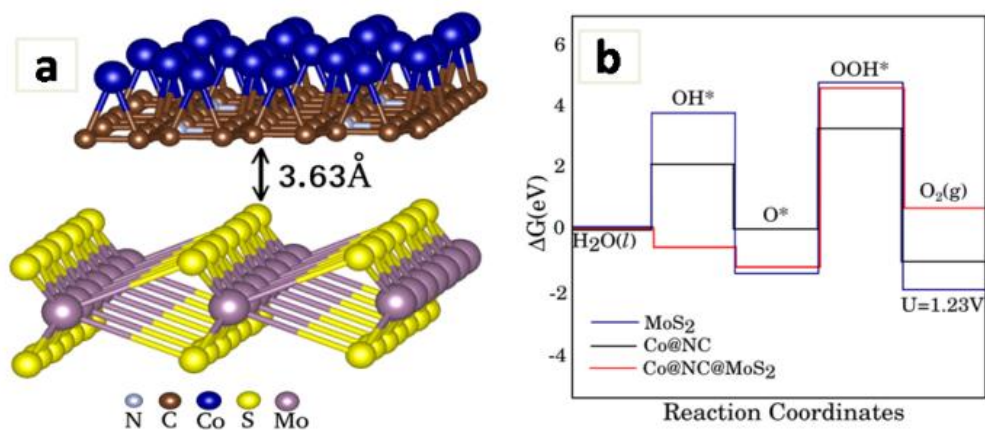 a
3.63Å
N C Co S Mo
b
6
4
2
0
-2
-4
ΔG(eV)
H2O(l)
OH*
O*
OOH*
O₂(g)
U=1.23V
MoS₂
Co@NC
Co@NC@MoS₂
Reaction Coordinates